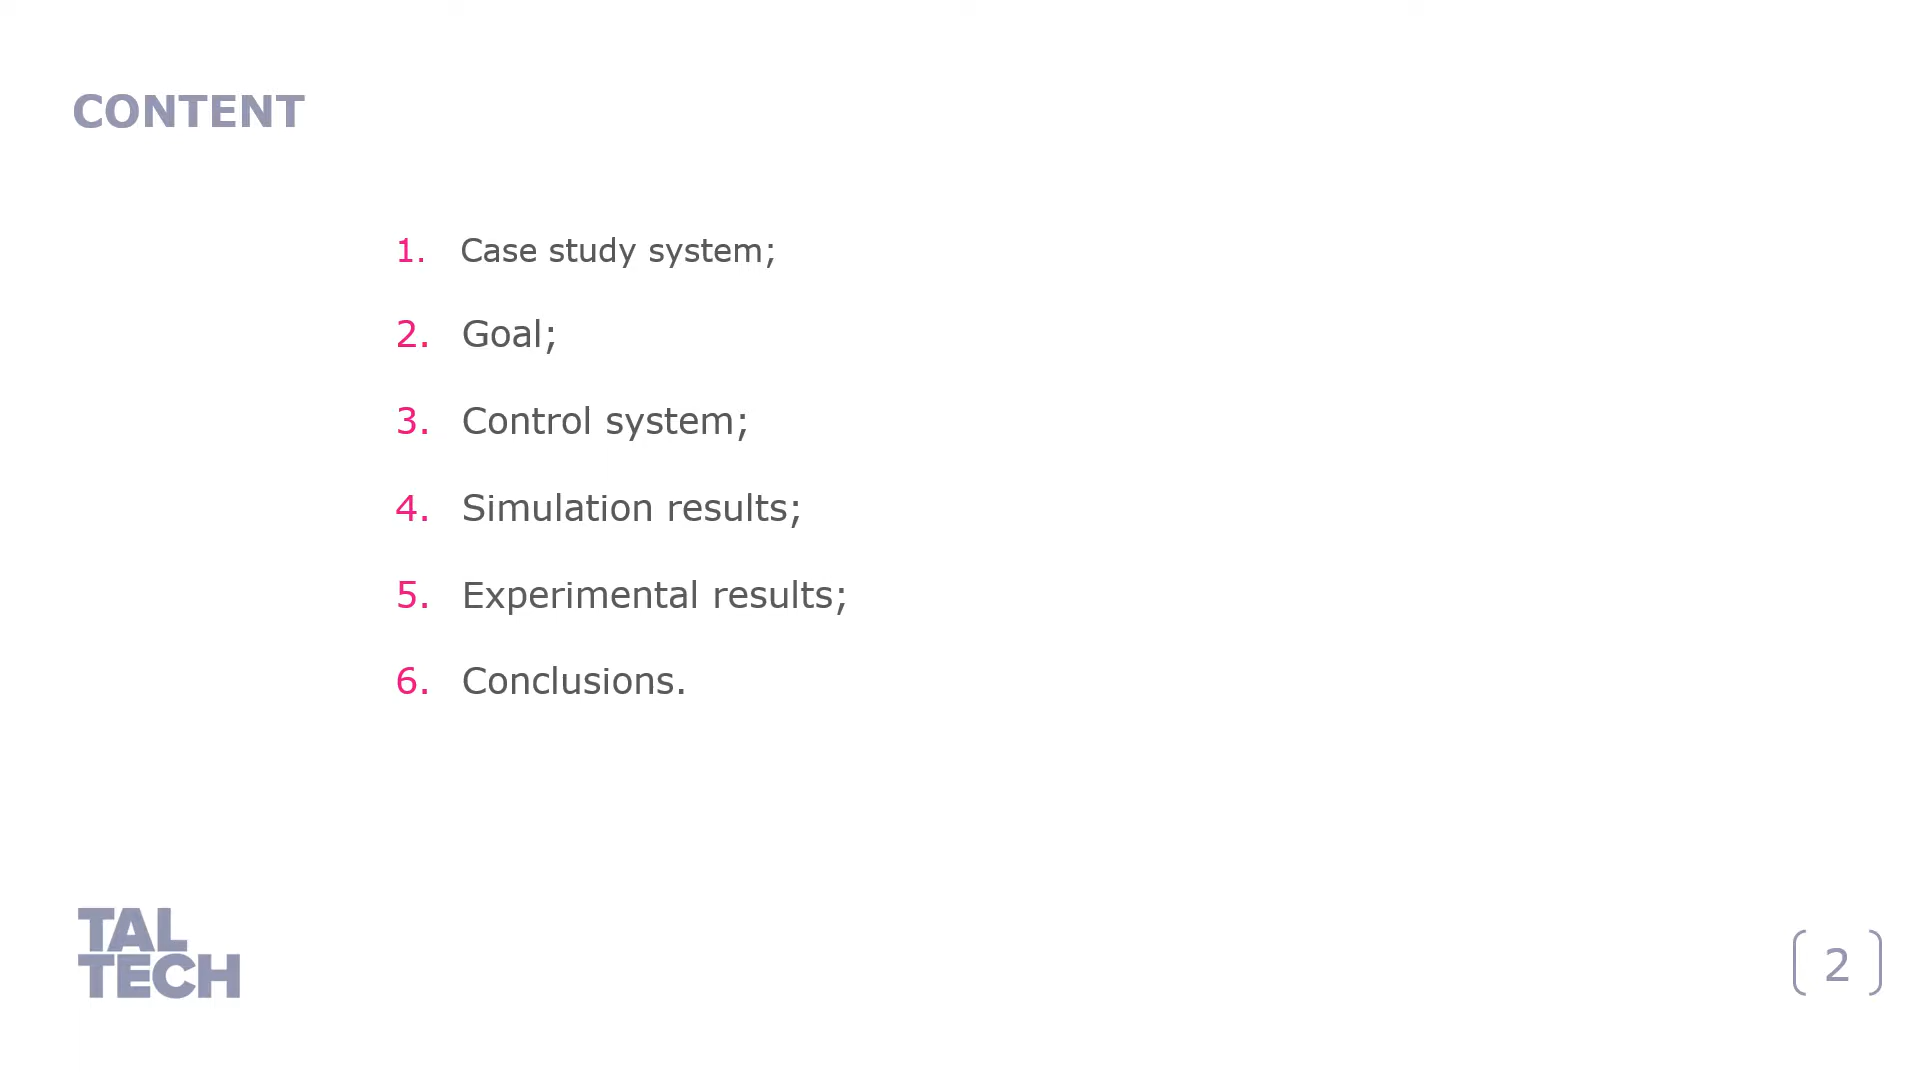 CONTENT
1. Case study system;
2. Goal;
3. Control system;
4. Simulation results;
5. Experimental results;
6. Conclusions.
TAL
TECH
2